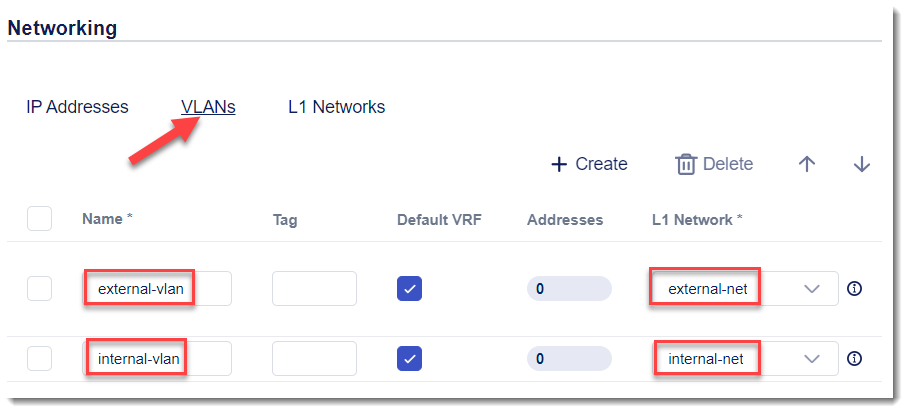 Networking
IP Addresses VLANs L1 Networks
Create Delete
Name * Tag Default VRF Addresses L1 Network *
external-vlan 0 external-net
internal-vlan 0 internal-net